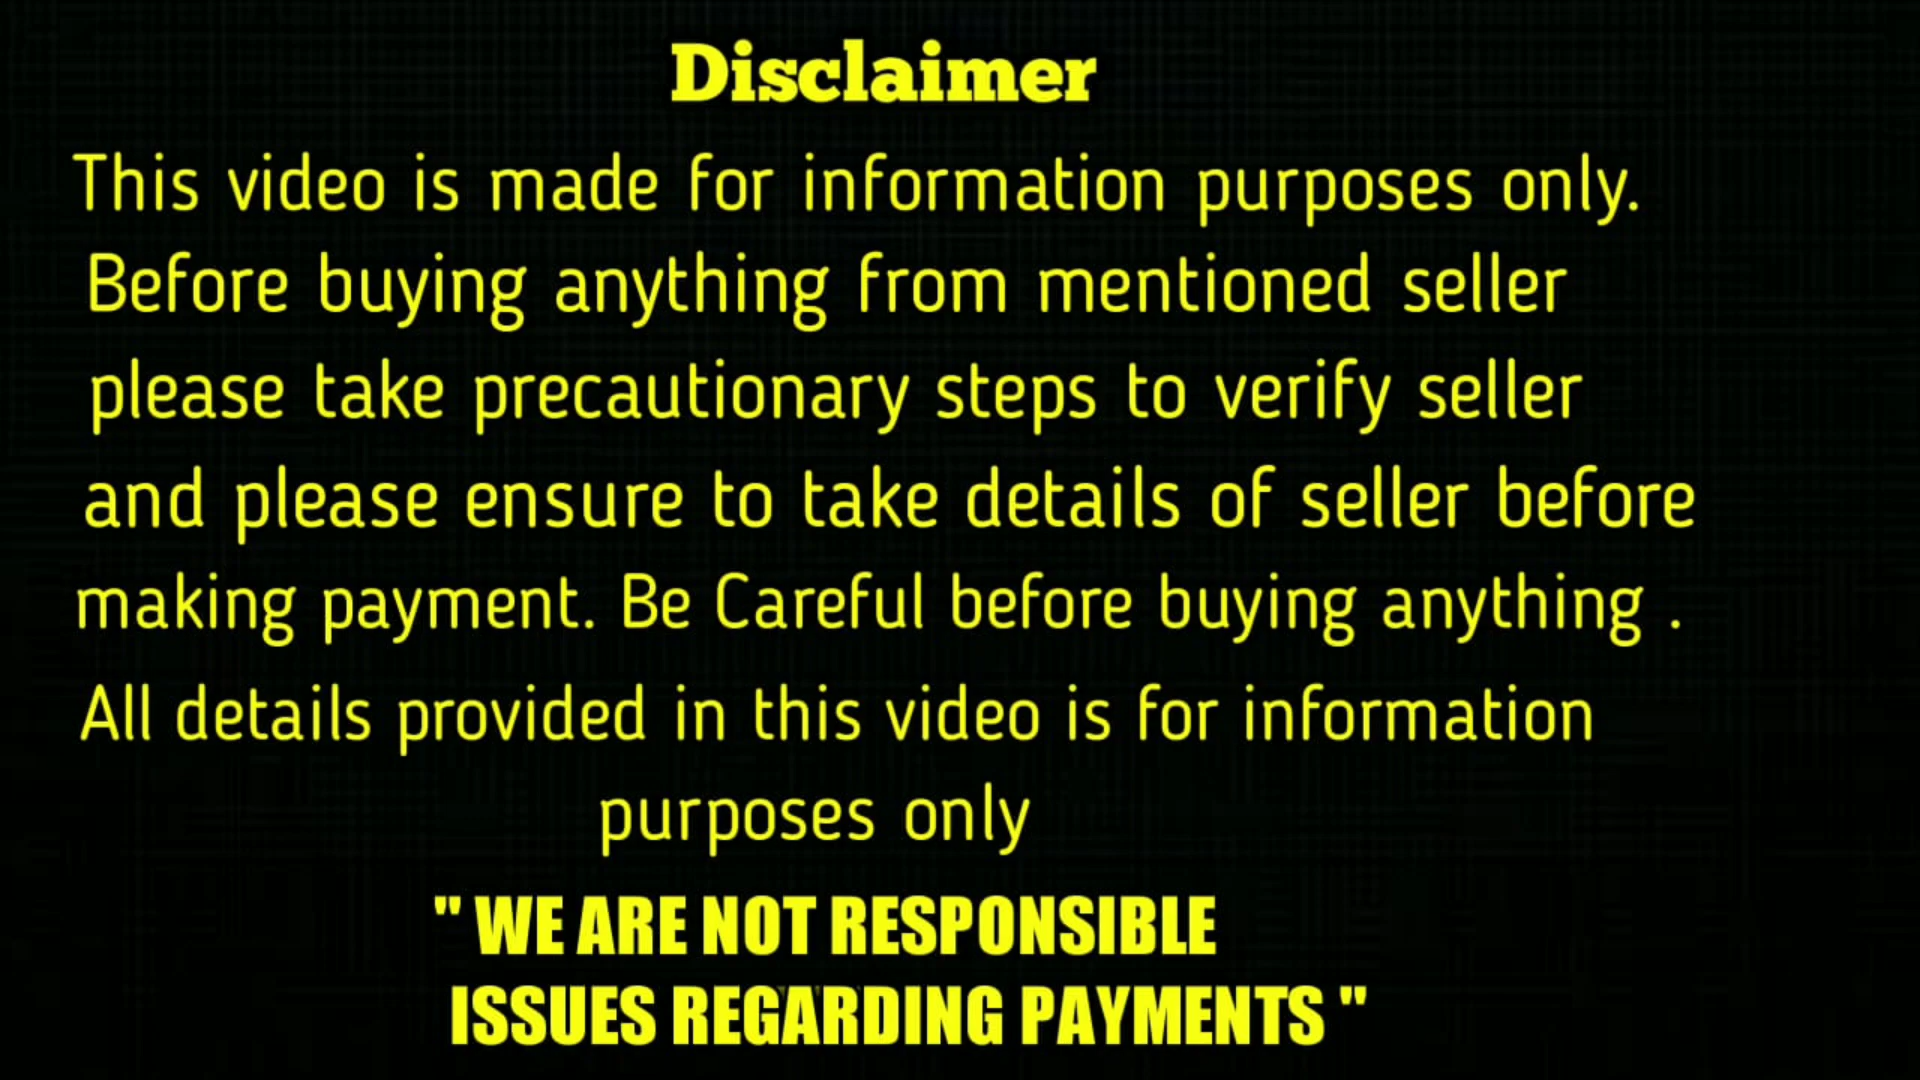 Disclaimer
This video is made for information purposes only.
Before buying anything from mentioned seller
please take precautionary steps to verify seller
and please ensure to take details of seller before
making payment. Be Careful before buying anything .
All details provided in this video is for information
purposes only
" WE ARE NOT RESPONSIBLE
ISSUES REGARDING PAYMENTS "